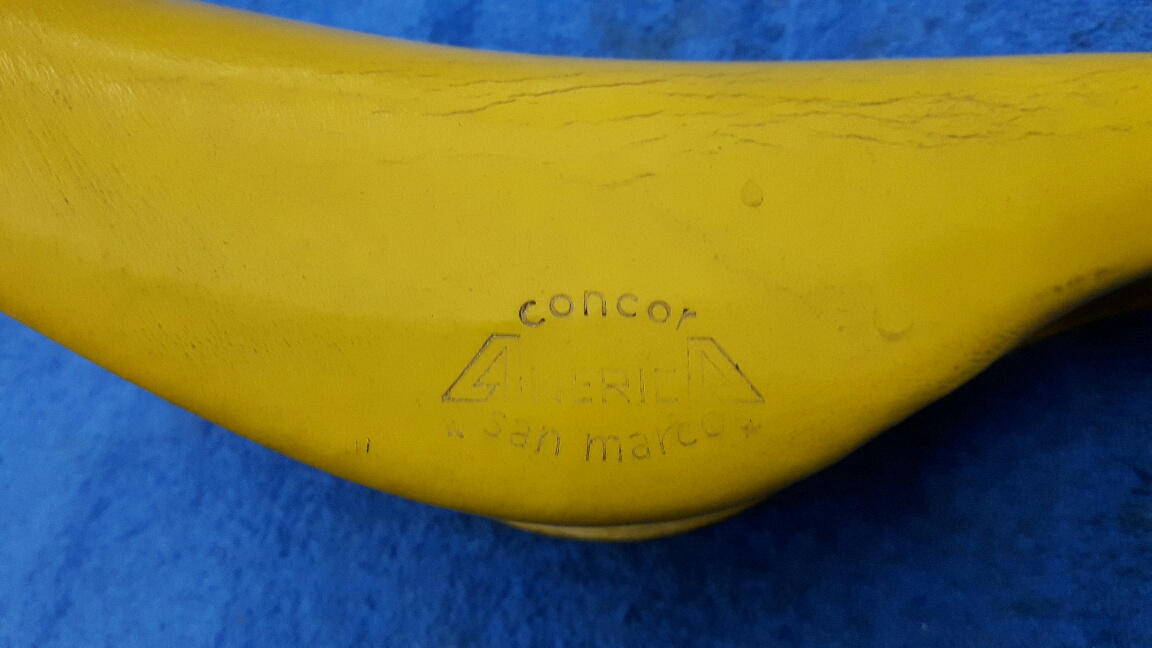 concor
AMERICA
★ san marco ★